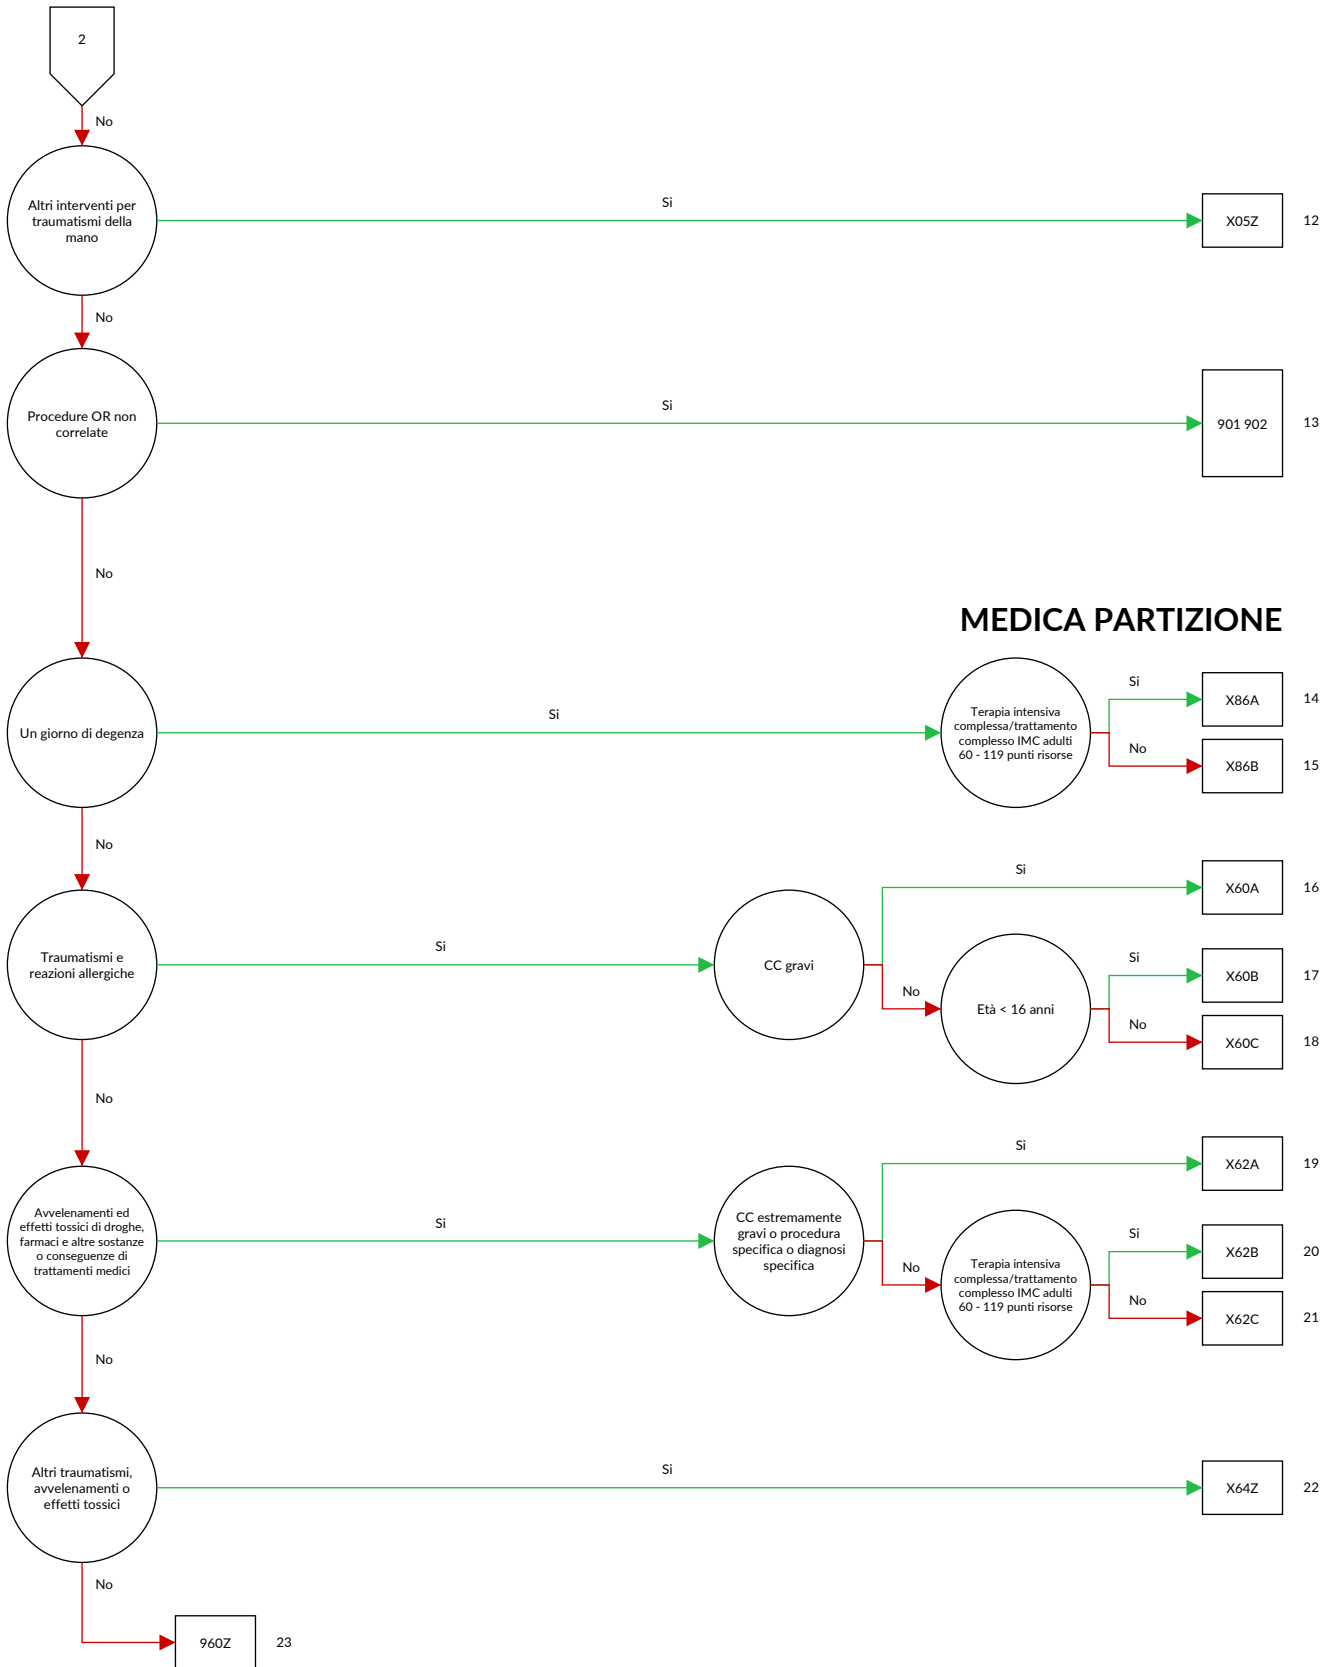 2
No
Altri interventi per
traumatismi della
mano
Si
X05Z
12
No
Procedure OR non
correlate
Si
901 902
13
No
MEDICA PARTIZIONE
Un giorno di degenza
Si
Terapia intensiva
complessa/trattamento
complesso IMC adulti
60 - 119 punti risorse
Si
X86A
14
No
X86B
15
No
Traumatismi e
reazioni allergiche
Si
CC gravi
Si
X60A
16
No
Età < 16 anni
Si
X60B
17
No
X60C
18
No
Avvelenamenti ed
effetti tossici di droghe,
farmaci e altre sostanze
o conseguenze di
trattamenti medici
Si
CC estremamente
gravi o procedura
specifica o diagnosi
specifica
Si
X62A
19
No
Terapia intensiva
complessa/trattamento
complesso IMC adulti
60 - 119 punti risorse
Si
X62B
20
No
X62C
21
No
Altri traumatismi,
avvelenamenti o
effetti tossici
Si
X64Z
22
No
960Z
23